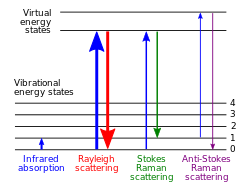 Virtual
energy
states
Vibrational
energy states
4
3
2
1
0
Infrared
absorption
Rayleigh
scattering
Stokes
Raman
scattering
Anti-Stokes
Raman
scattering